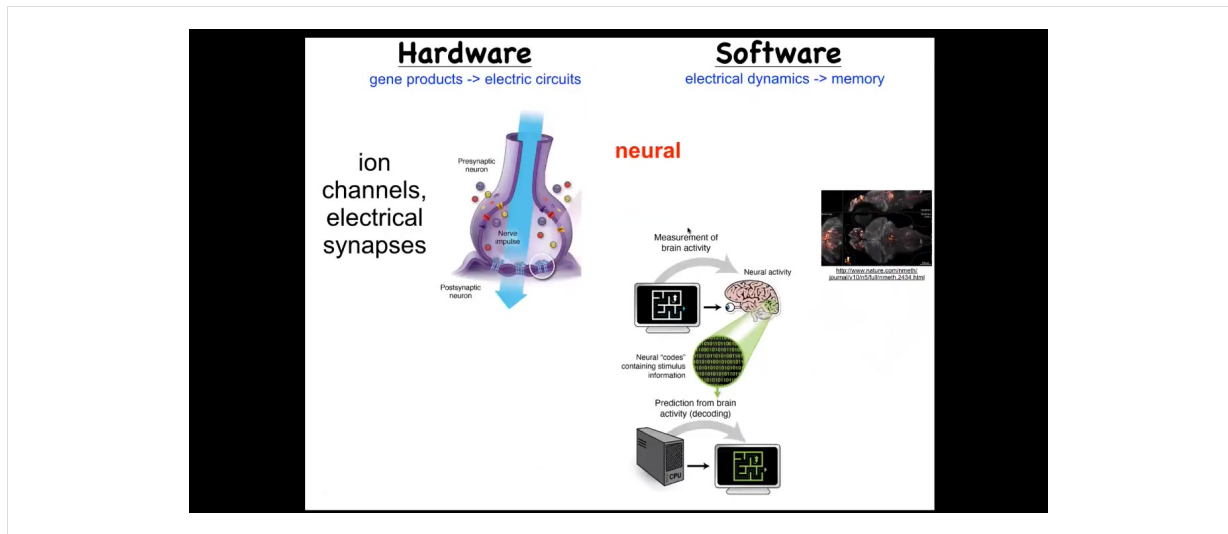 Hardware
gene products -> electric circuits
ion
channels,
electrical
synapses
Presynaptic
neuron
Nerve
impulse
Postsynaptic
neuron
Software
electrical dynamics -> memory
neural
Measurement of
brain activity
Neural activity
Neural "codes"
containing stimulus
information
Prediction from brain
activity (decoding)
CPU
http://www.nature.com/nmeth/
journal/v10/n5/full/nmeth.2434.html